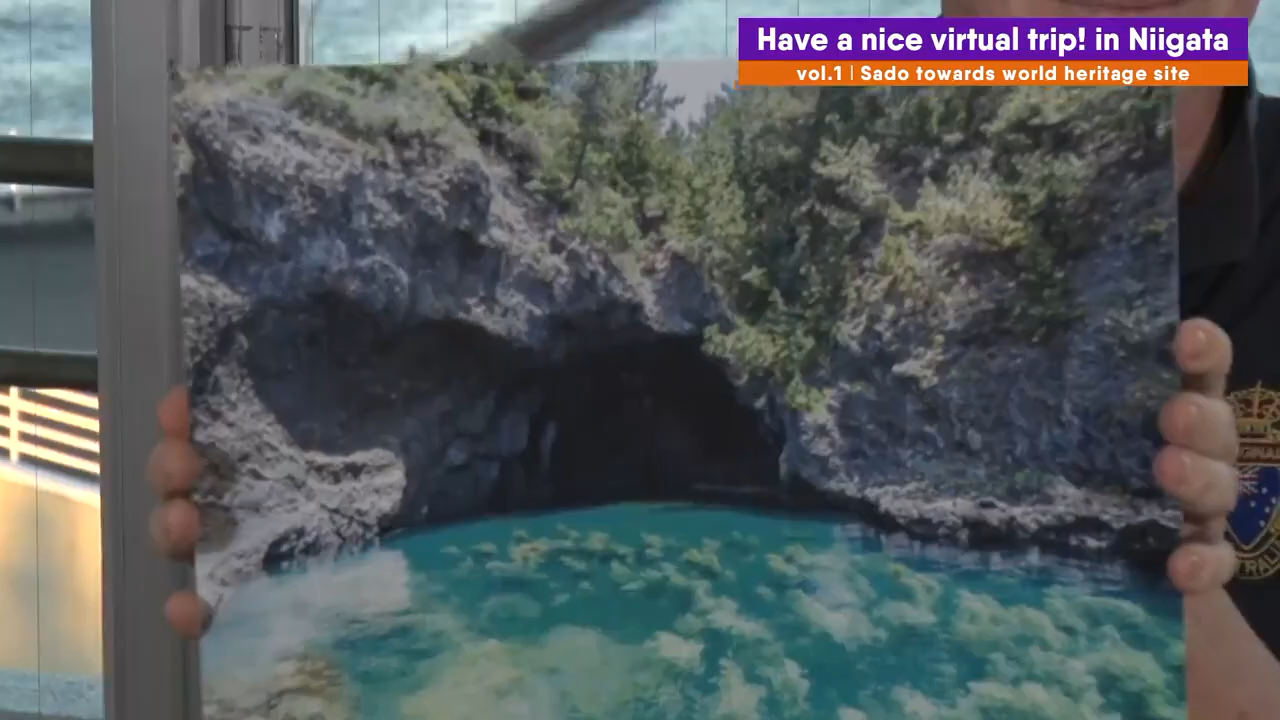 Have a nice virtual trip! in Niigata
vol.1 | Sado towards world heritage site